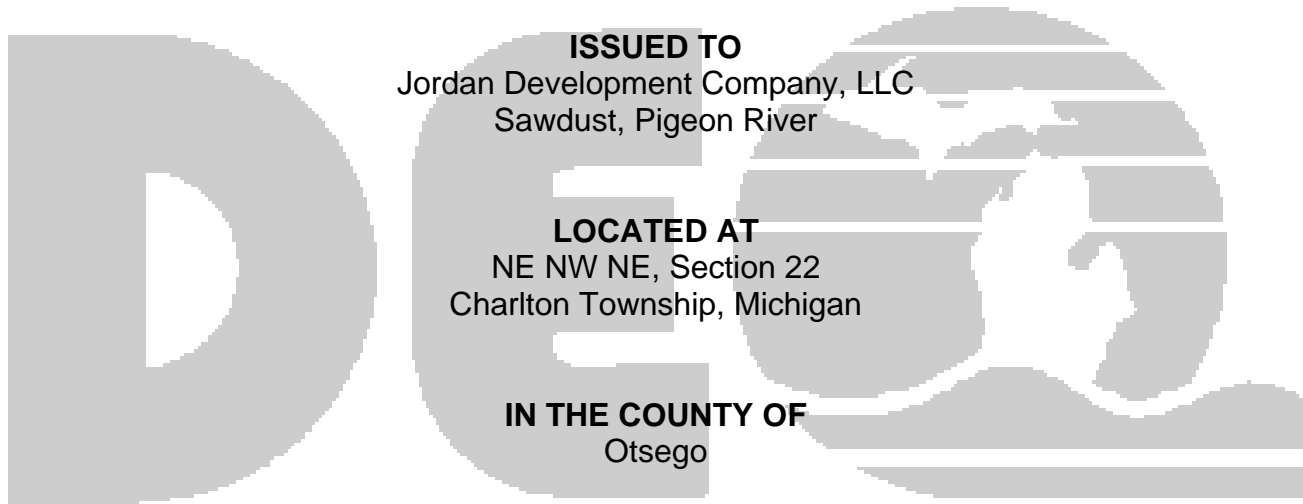 DEQ
ISSUED TO
Jordan Development Company, LLC
Sawdust, Pigeon River
LOCATED AT
NE NW NE, Section 22
Charlton Township, Michigan
IN THE COUNTY OF
Otsego